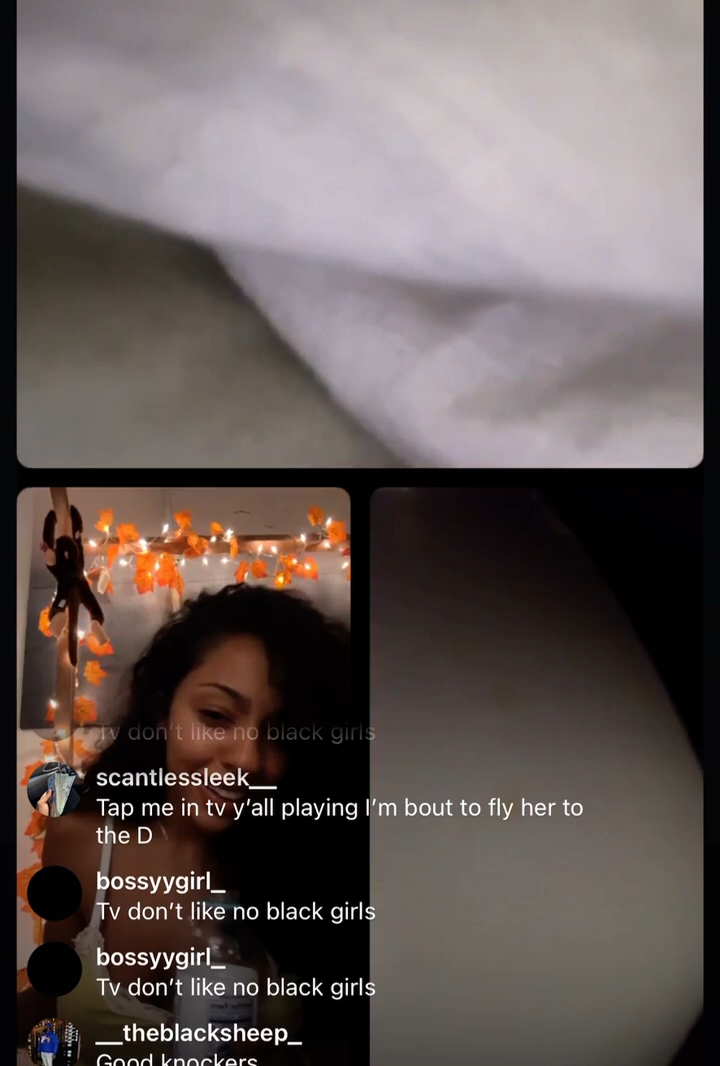 Tv don't like no black girls
scantlessleek__
Tap me in tv y'all playing I'm bout to fly her to
the D
bossyygirl_
Tv don't like no black girls
bossyygirl_
Tv don't like no black girls
__theblacksheep_
Good knockers